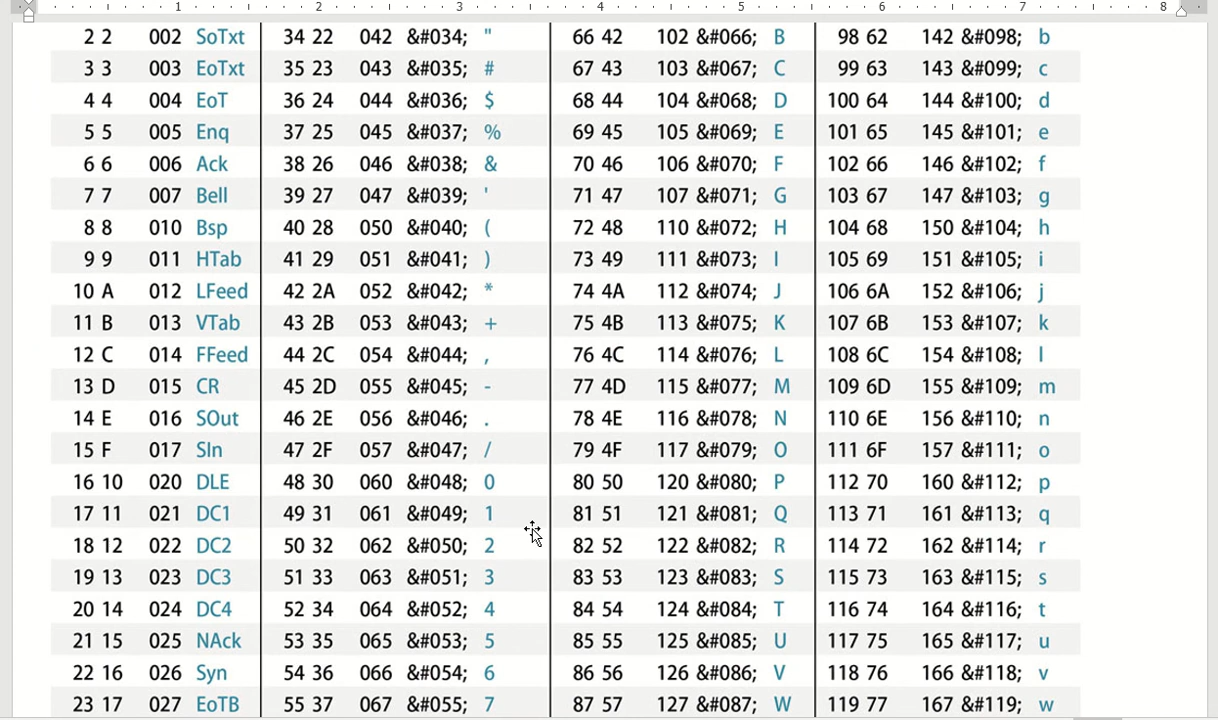 1 2 3 4 5 6 7 8
2 2 002 SoTxt 34 22 042 &#034; " 66 42 102 &#066; B 98 62 142 &#098; b
3 3 003 EoTxt 35 23 043 &#035; # 67 43 103 &#067; C 99 63 143 &#099; c
4 4 004 EoT 36 24 044 &#036; $ 68 44 104 &#068; D 100 64 144 &#100; d
5 5 005 Enq 37 25 045 &#037; % 69 45 105 &#069; E 101 65 145 &#101; e
6 6 006 Ack 38 26 046 &#038; & 70 46 106 &#070; F 102 66 146 &#102; f
7 7 007 Bell 39 27 047 &#039; ' 71 47 107 &#071; G 103 67 147 &#103; g
8 8 010 Bsp 40 28 050 &#040; ( 72 48 110 &#072; H 104 68 150 &#104; h
9 9 011 HTab 41 29 051 &#041; ) 73 49 111 &#073; I 105 69 151 &#105; i
10 A 012 LFeed 42 2A 052 &#042; * 74 4A 112 &#074; J 106 6A 152 &#106; j
11 B 013 VTab 43 2B 053 &#043; + 75 4B 113 &#075; K 107 6B 153 &#107; k
12 C 014 FFeed 44 2C 054 &#044; , 76 4C 114 &#076; L 108 6C 154 &#108; l
13 D 015 CR 45 2D 055 &#045; - 77 4D 115 &#077; M 109 6D 155 &#109; m
14 E 016 SOut 46 2E 056 &#046; . 78 4E 116 &#078; N 110 6E 156 &#110; n
15 F 017 SIn 47 2F 057 &#047; / 79 4F 117 &#079; O 111 6F 157 &#111; o
16 10 020 DLE 48 30 060 &#048; 0 80 50 120 &#080; P 112 70 160 &#112; p
17 11 021 DC1 49 31 061 &#049; 1 81 51 121 &#081; Q 113 71 161 &#113; q
18 12 022 DC2 50 32 062 &#050; 2 82 52 122 &#082; R 114 72 162 &#114; r
19 13 023 DC3 51 33 063 &#051; 3 83 53 123 &#083; S 115 73 163 &#115; s
20 14 024 DC4 52 34 064 &#052; 4 84 54 124 &#084; T 116 74 164 &#116; t
21 15 025 NAck 53 35 065 &#053; 5 85 55 125 &#085; U 117 75 165 &#117; u
22 16 026 Syn 54 36 066 &#054; 6 86 56 126 &#086; V 118 76 166 &#118; v
23 17 027 EoTB 55 37 067 &#055; 7 87 57 127 &#087; W 119 77 167 &#119; w